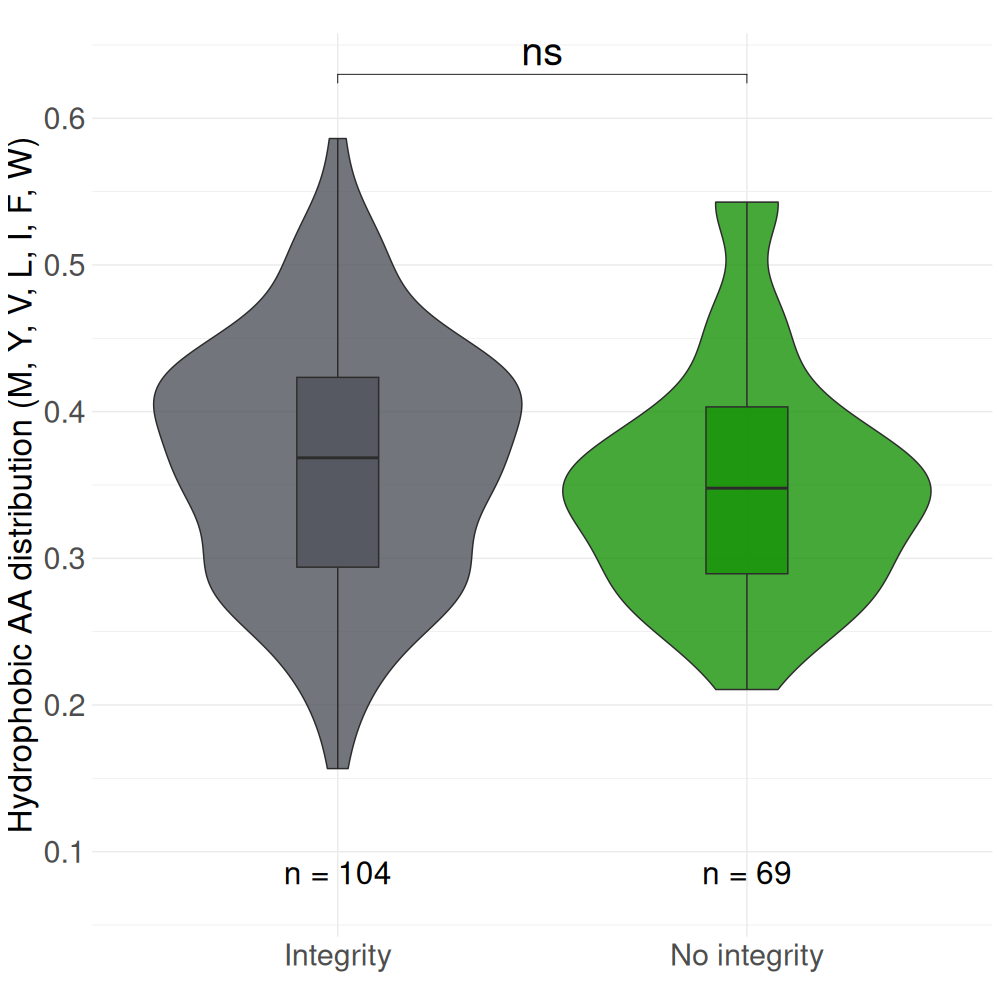 ns
Hydrophobic AA distribution (M, Y, V, L, I, F, W)
0.6
0.5
0.4
0.3
0.2
0.1
n = 104
n = 69
Integrity
No integrity